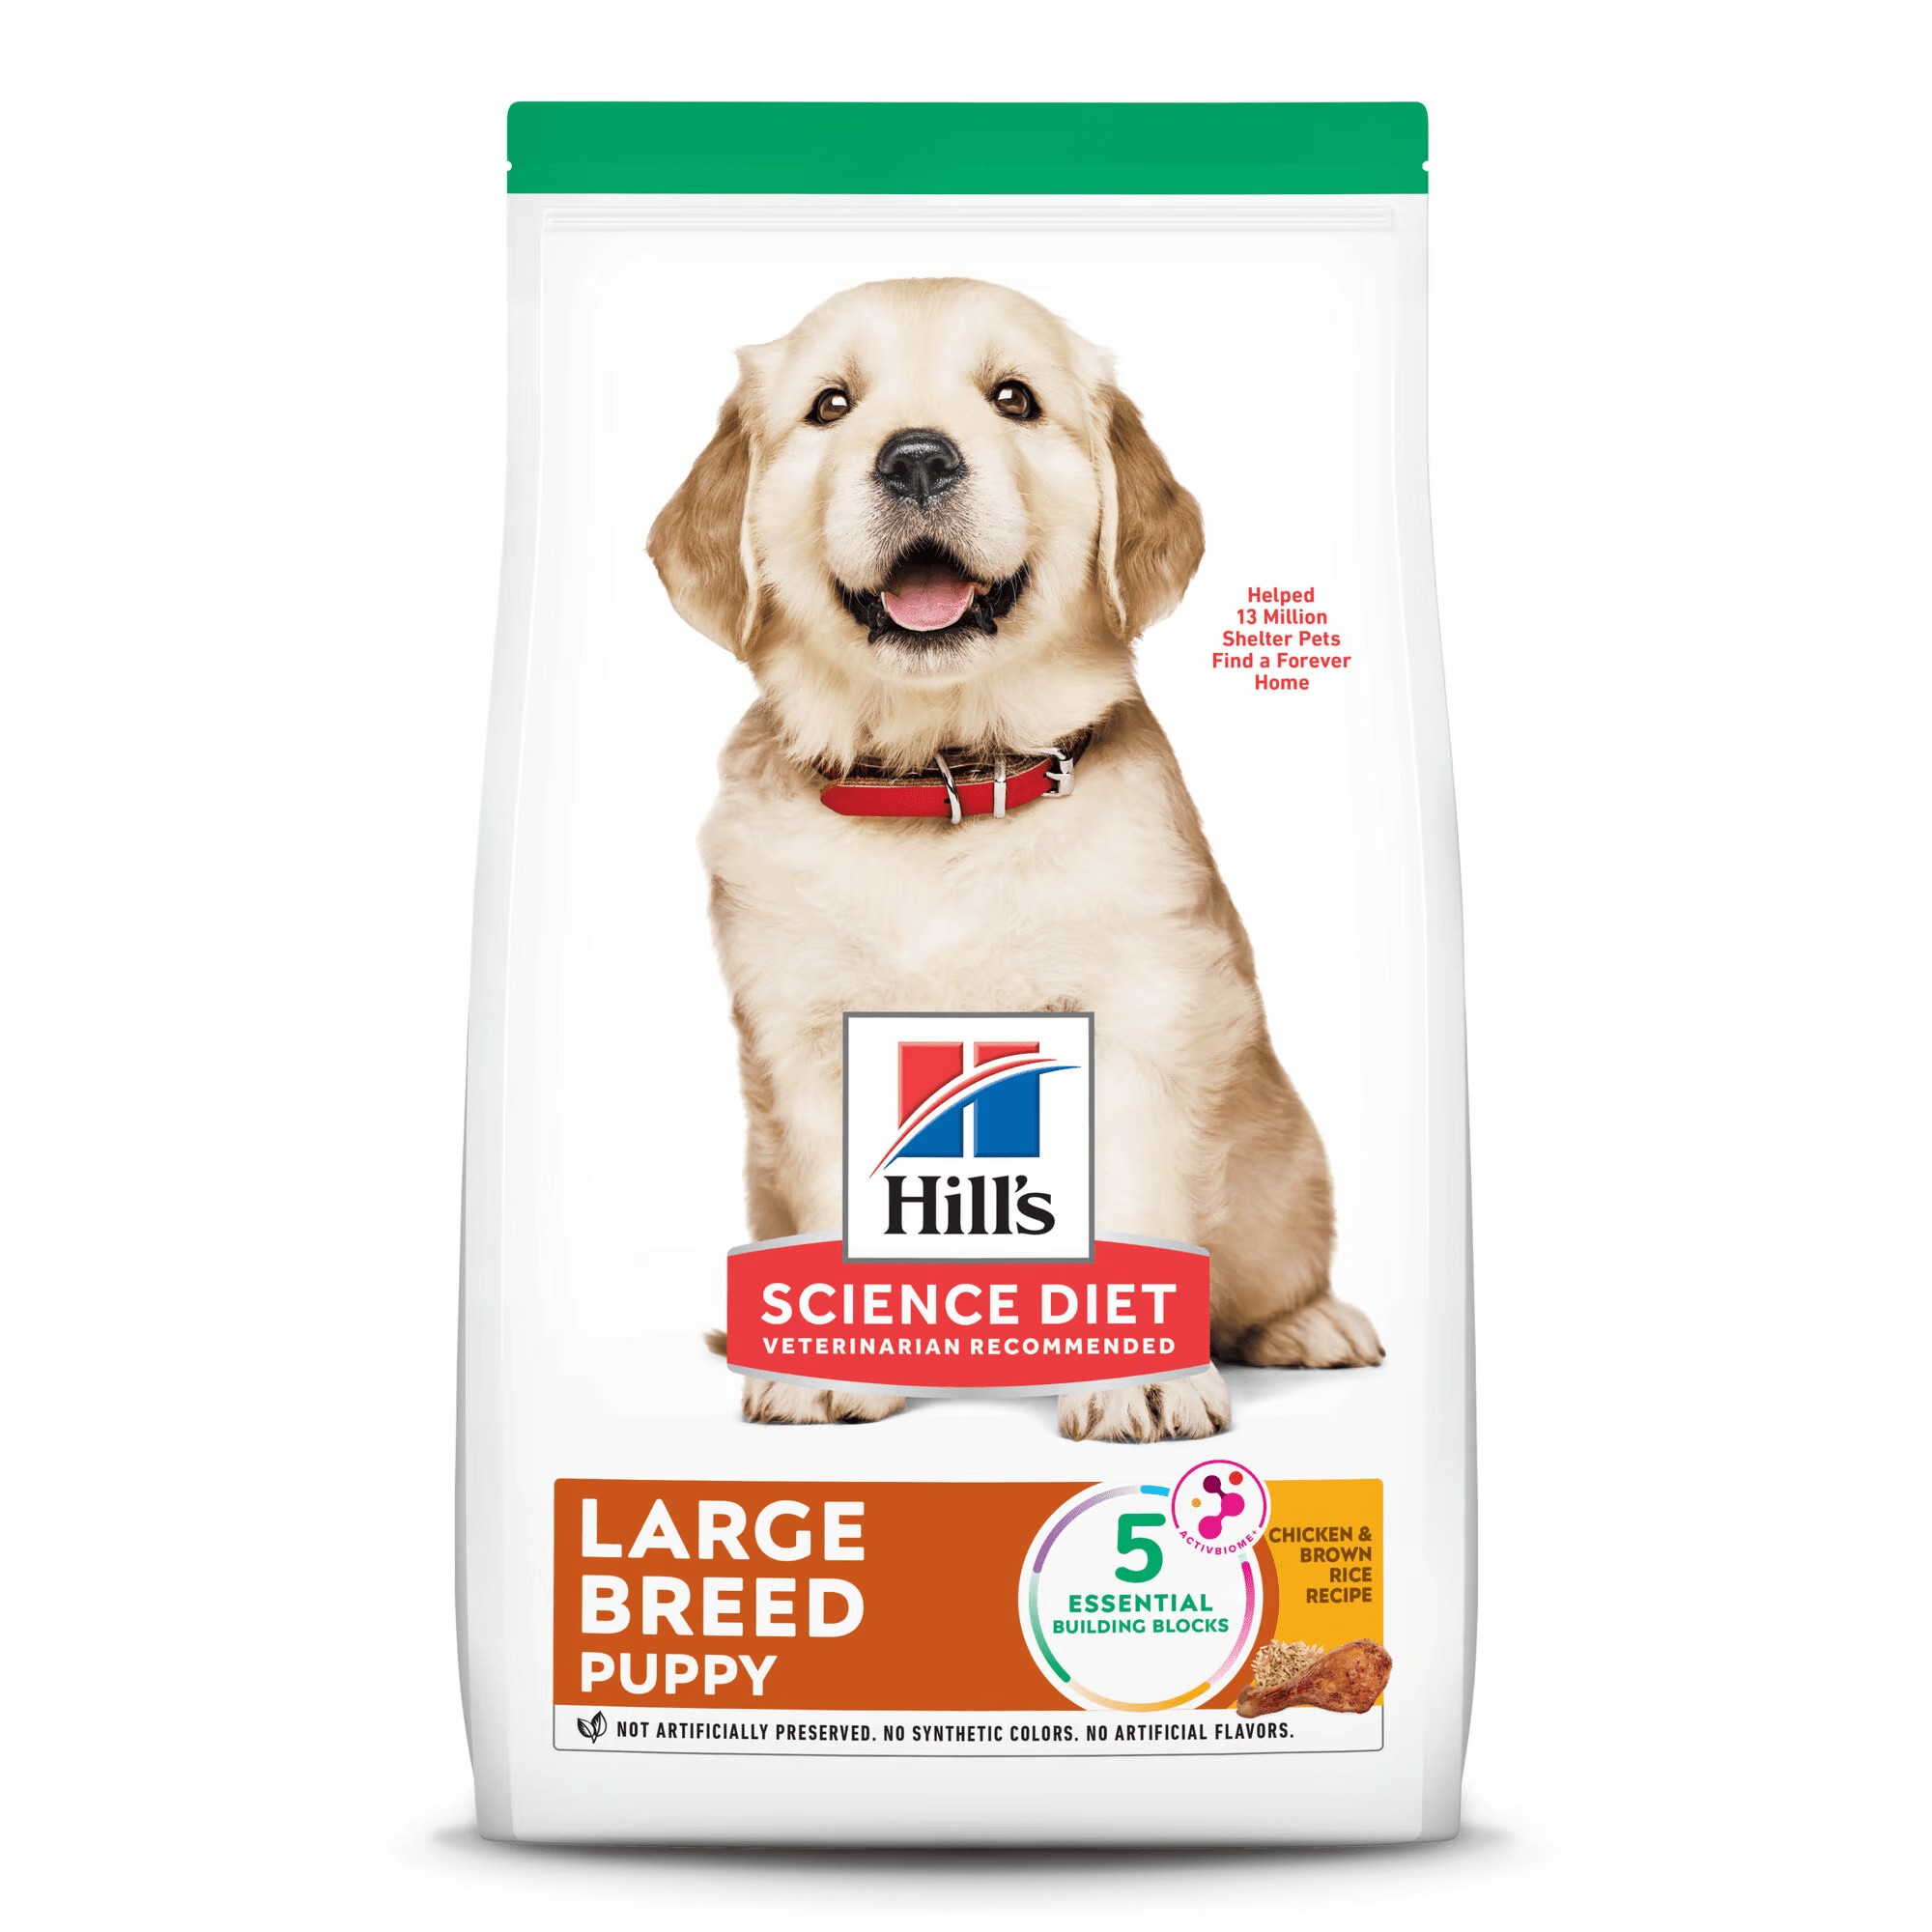 Helped
13 Million
Shelter Pets
Find a Forever
Home
Hill's
SCIENCE DIET
VETERINARIAN RECOMMENDED
LARGE
BREED
PUPPY
5
ESSENTIAL
BUILDING BLOCKS
ACTIVBIOME+
CHICKEN &
BROWN
RICE
RECIPE
NOT ARTIFICIALLY PRESERVED. NO SYNTHETIC COLORS. NO ARTIFICIAL FLAVORS.